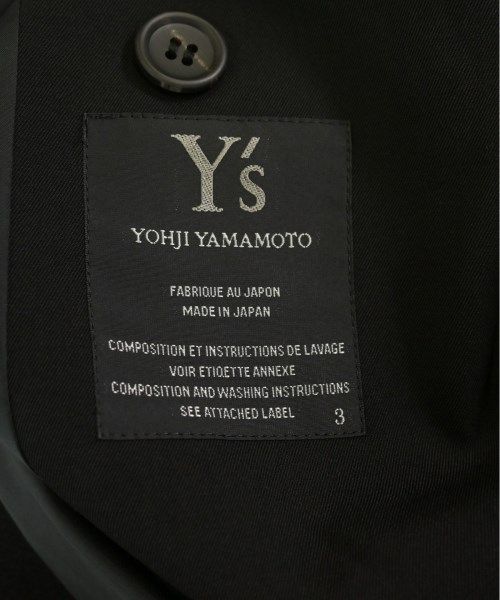 Y's
YOHJI YAMAMOTO
FABRIQUE AU JAPON
MADE IN JAPAN
COMPOSITION ET INSTRUCTIONS DE LAVAGE
VOIR ETIQETTE ANNEXE
COMPOSITION AND WASHING INSTRUCTIONS
SEE ATTACHED LABEL 3